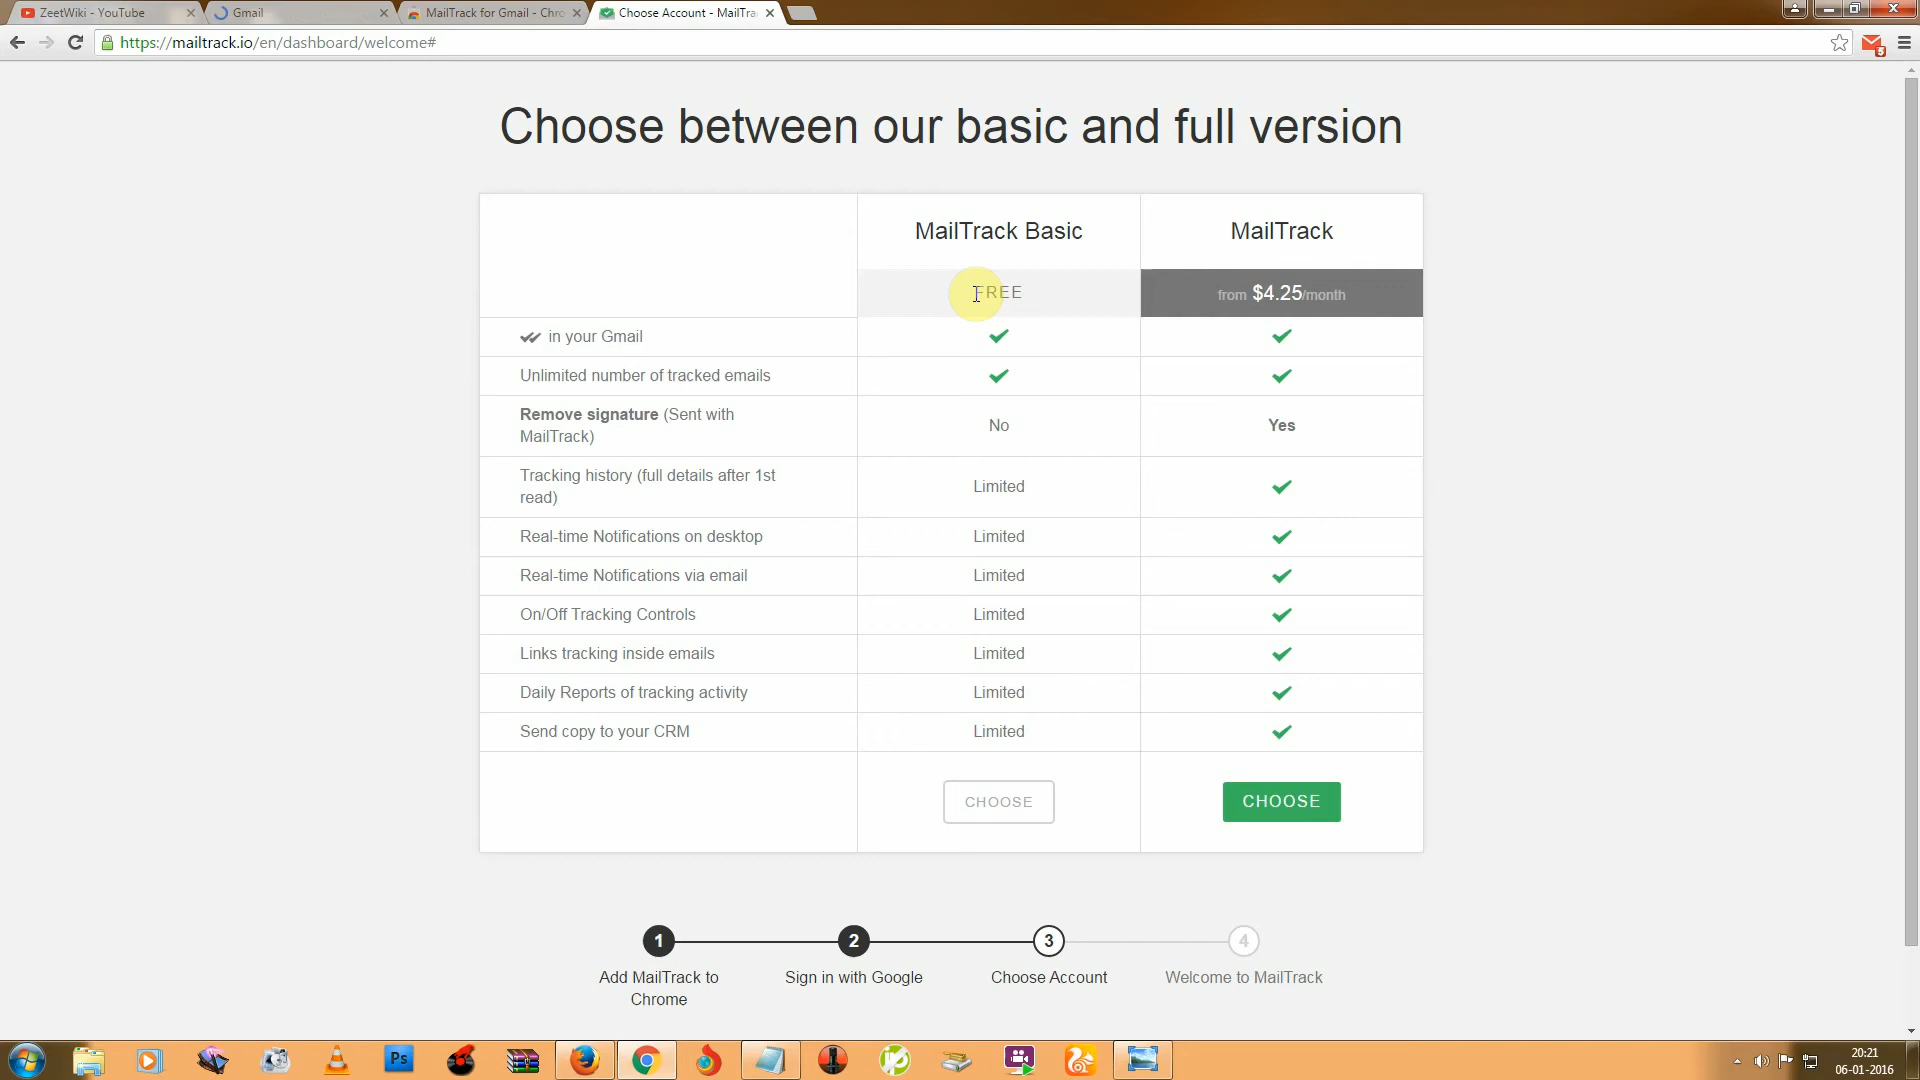 ZeetWiki - YouTube
Gmail
MailTrack for Gmail - Chro
Choose Account - MailTra
https://mailtrack.io/en/dashboard/welcome#
5
Choose between our basic and full version
MailTrack Basic
MailTrack
FREE
from $4.25/month
in your Gmail
Unlimited number of tracked emails
Remove signature (Sent with
MailTrack)
No
Yes
Tracking history (full details after 1st
read)
Limited
Real-time Notifications on desktop
Limited
Real-time Notifications via email
Limited
On/Off Tracking Controls
Limited
Links tracking inside emails
Limited
Daily Reports of tracking activity
Limited
Send copy to your CRM
Limited
CHOOSE
CHOOSE
1
2
3
4
Add MailTrack to
Chrome
Sign in with Google
Choose Account
Welcome to MailTrack
Ps
20:21
06-01-2016